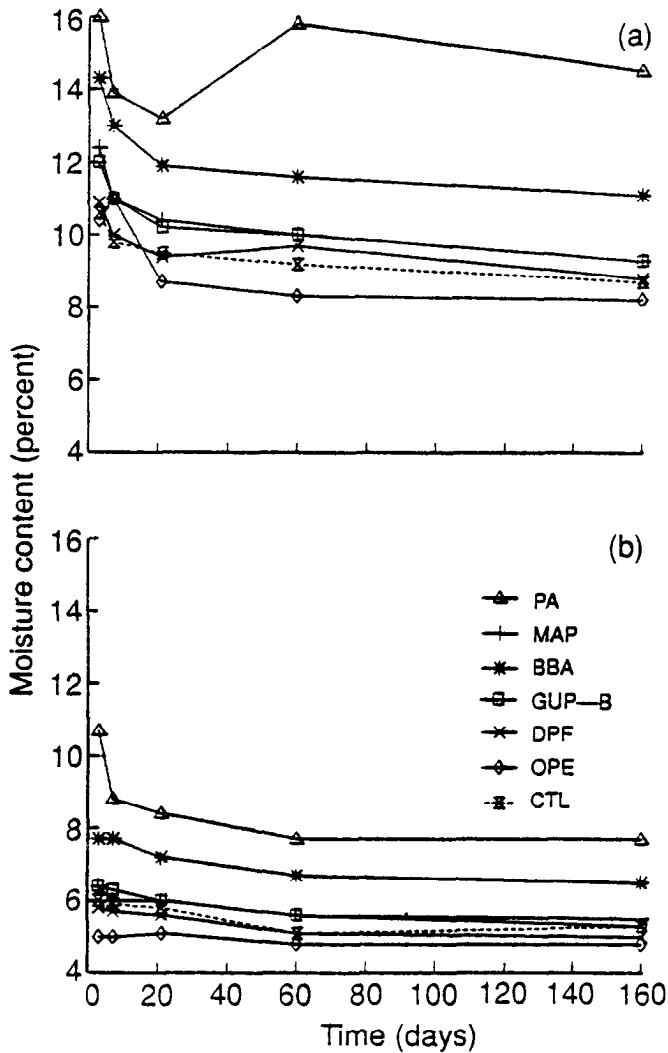 16
(a)
14
12
10
8
6
4
Moisture content (percent)
16
(b)
14
12
10
8
6
4
PA
MAP
BBA
GUP—B
DPF
OPE
CTL
0 20 40 60 80 100 120 140 160
Time (days)